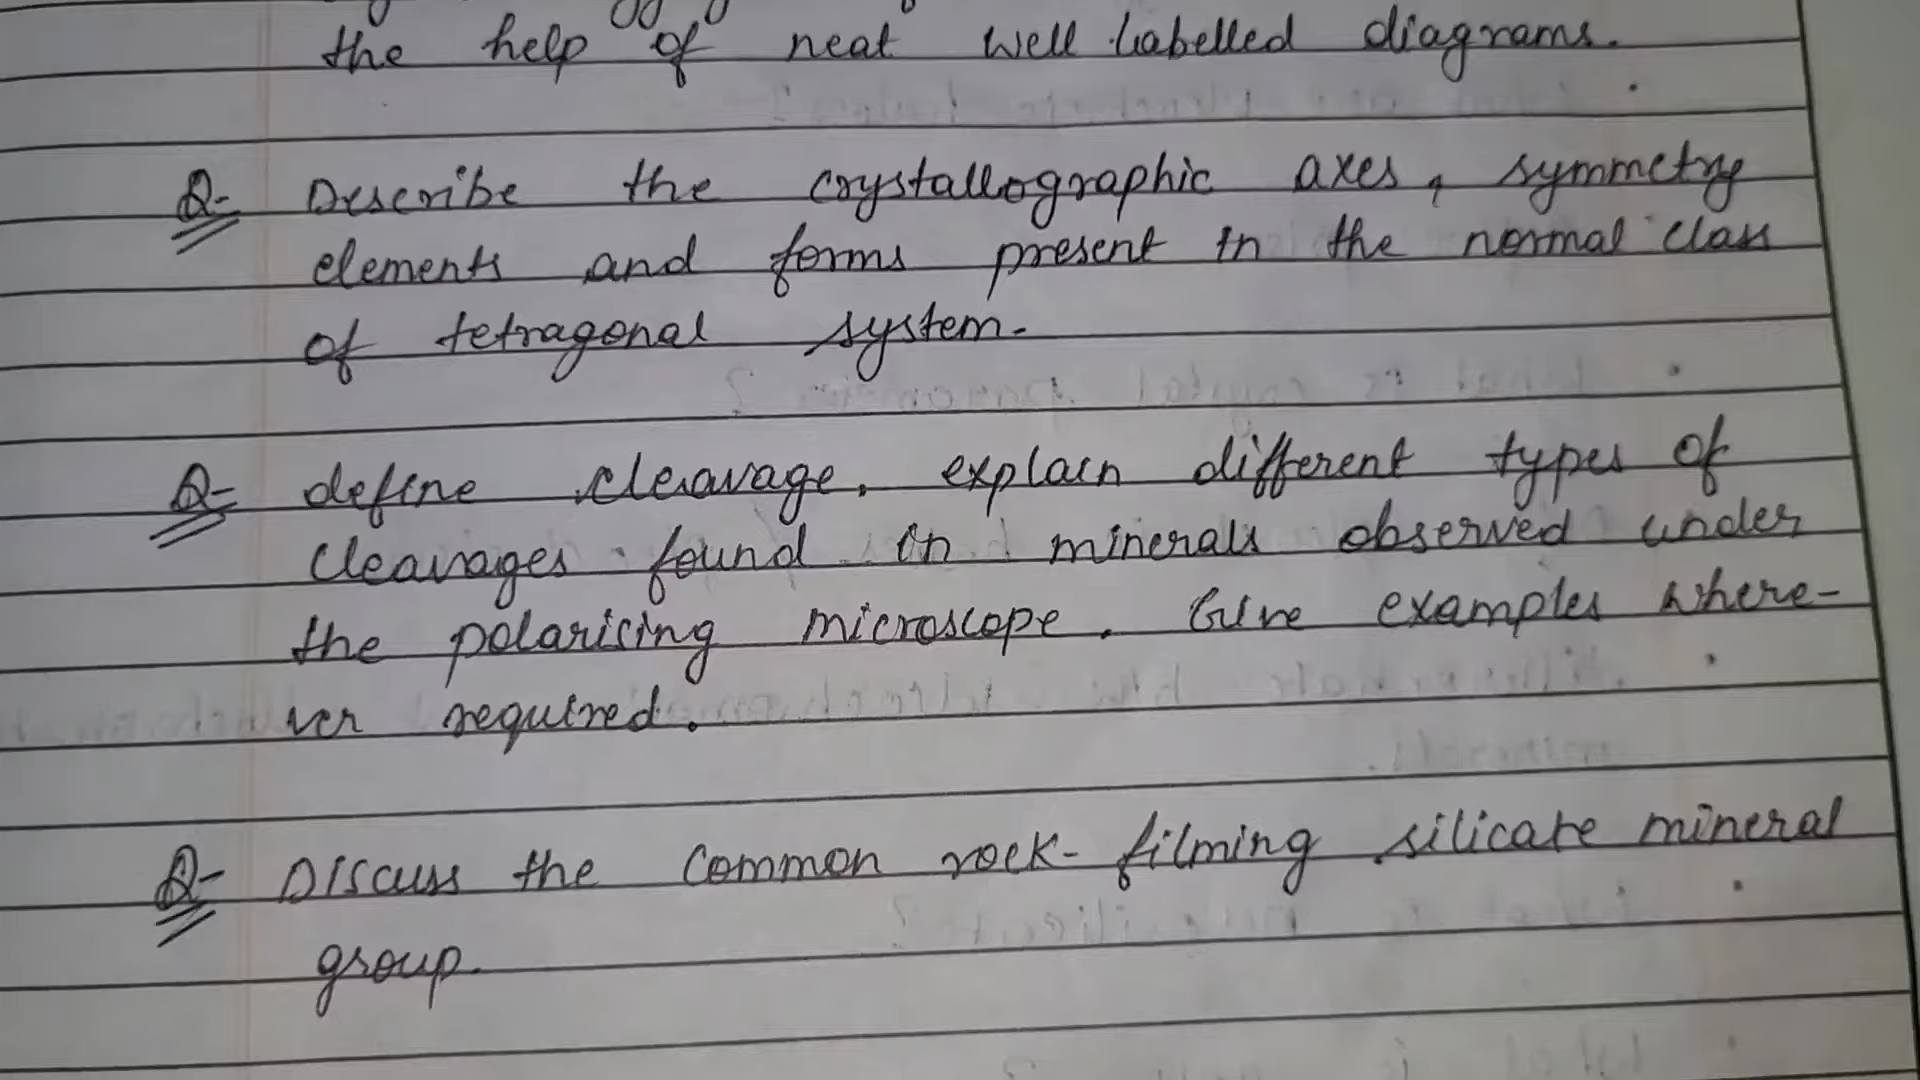 the help of neat well labelled diagrams.
Q- Describe the crystallographic axes, symmetry
elements and forms present in the normal class
of tetragonal system.
Q- define cleavage, explain different types of
cleavages found in minerals observed under
the polarising microscope. Give examples where-
ver required.
Q- Discuss the common rock-filming silicate mineral
group.